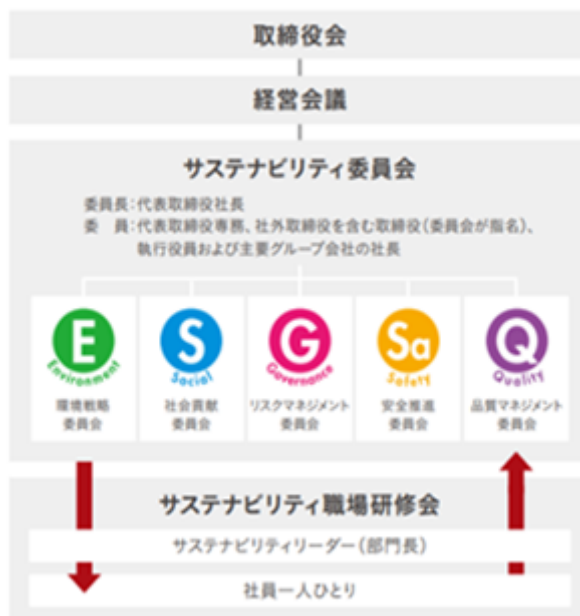 取締役会
経営会議
サステナビリティ委員会
委員長:代表取締役社長
委　員:代表取締役専務、社外取締役を含む取締役(委員会が指名)、
執行役員および主要グループ会社の社長
E
Environment
環境戦略
委員会
S
Social
社会貢献
委員会
G
Governance
リスクマネジメント
委員会
Sa
Safety
安全推進
委員会
Q
Quality
品質マネジメント
委員会
サステナビリティ職場研修会
サステナビリティリーダー(部門長)
社員一人ひとり